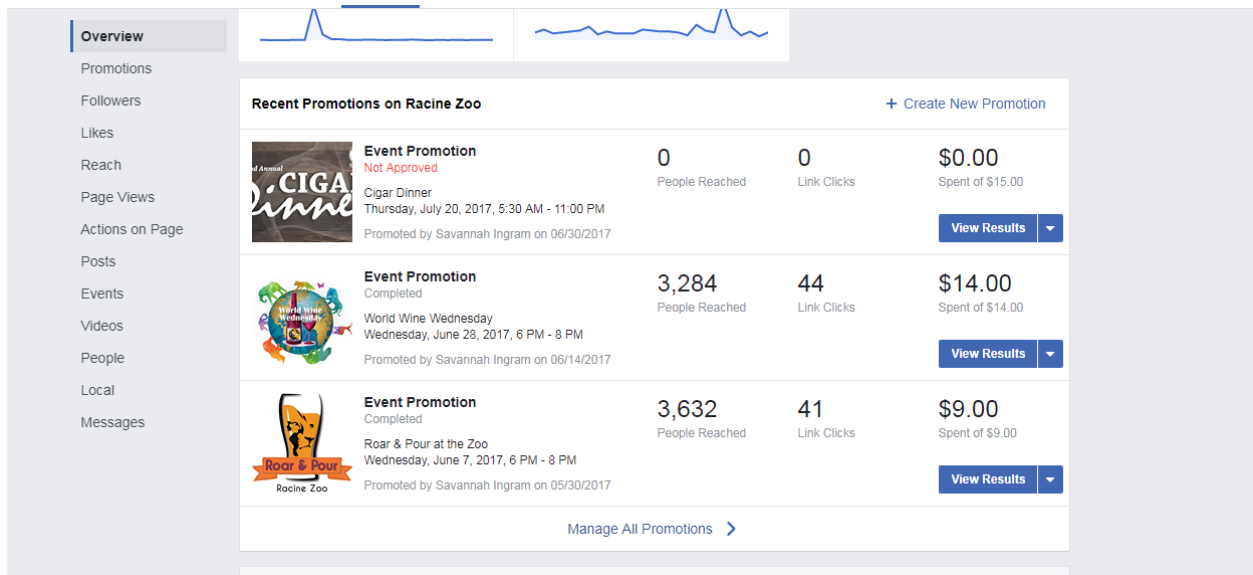 Overview
Promotions
Followers
Likes
Reach
Page Views
Actions on Page
Posts
Events
Videos
People
Local
Messages
Recent Promotions on Racine Zoo
+ Create New Promotion
d Annual
CIGA
Dinne
Event Promotion
Not Approved
Cigar Dinner
Thursday, July 20, 2017, 5:30 AM - 11:00 PM
Promoted by Savannah Ingram on 06/30/2017
0
People Reached
0
Link Clicks
$0.00
Spent of $15.00
View Results
World Wine
Wednesday
Event Promotion
Completed
World Wine Wednesday
Wednesday, June 28, 2017, 6 PM - 8 PM
Promoted by Savannah Ingram on 06/14/2017
3,284
People Reached
44
Link Clicks
$14.00
Spent of $14.00
View Results
Roar & Pour
Racine Zoo
Event Promotion
Completed
Roar & Pour at the Zoo
Wednesday, June 7, 2017, 6 PM - 8 PM
Promoted by Savannah Ingram on 05/30/2017
3,632
People Reached
41
Link Clicks
$9.00
Spent of $9.00
View Results
Manage All Promotions